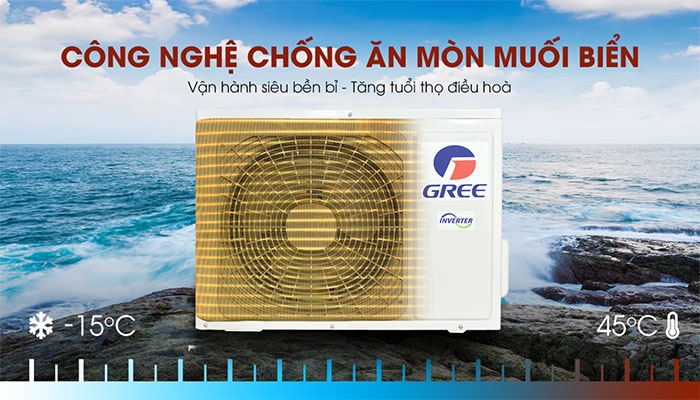 CÔNG NGHỆ CHỐNG ĂN MÒN MUỐI BIỂN
Vận hành siêu bền bỉ - Tăng tuổi thọ điều hoà
GREE
INVERTER
-15°C
45°C